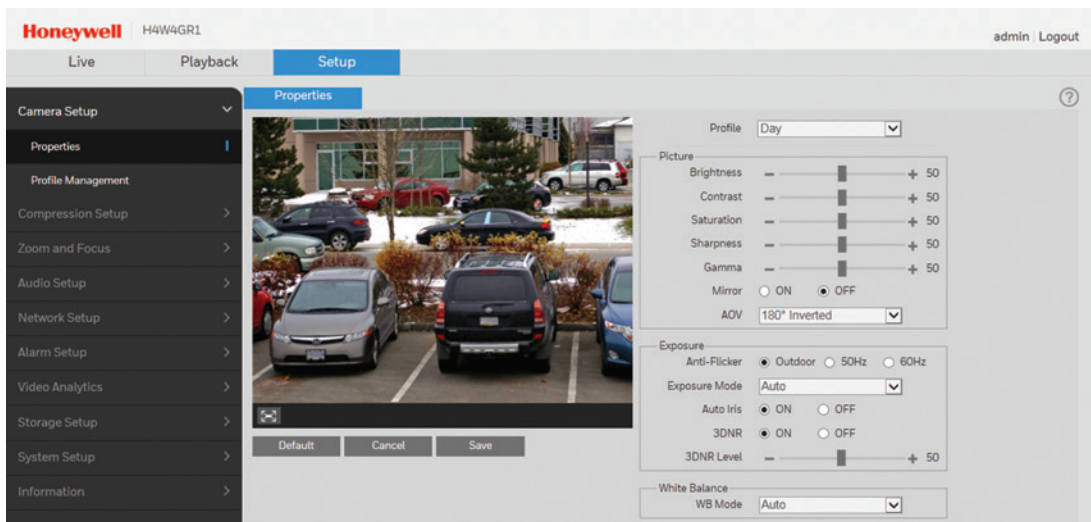 Honeywell H4W4GR1
admin | Logout
Live Playback Setup
Camera Setup
Properties
Profile Management
Compression Setup
Zoom and Focus
Audio Setup
Network Setup
Alarm Setup
Video Analytics
Storage Setup
System Setup
Information
Properties
?
Default Cancel Save
Profile Day
Picture
Brightness - + 50
Contrast - + 50
Saturation - + 50
Sharpness - + 50
Gamma - + 50
Mirror ON OFF
AOV 180° Inverted
Exposure
Anti-Flicker Outdoor 50Hz 60Hz
Exposure Mode Auto
Auto Iris ON OFF
3DNR ON OFF
3DNR Level - + 50
White Balance
WB Mode Auto